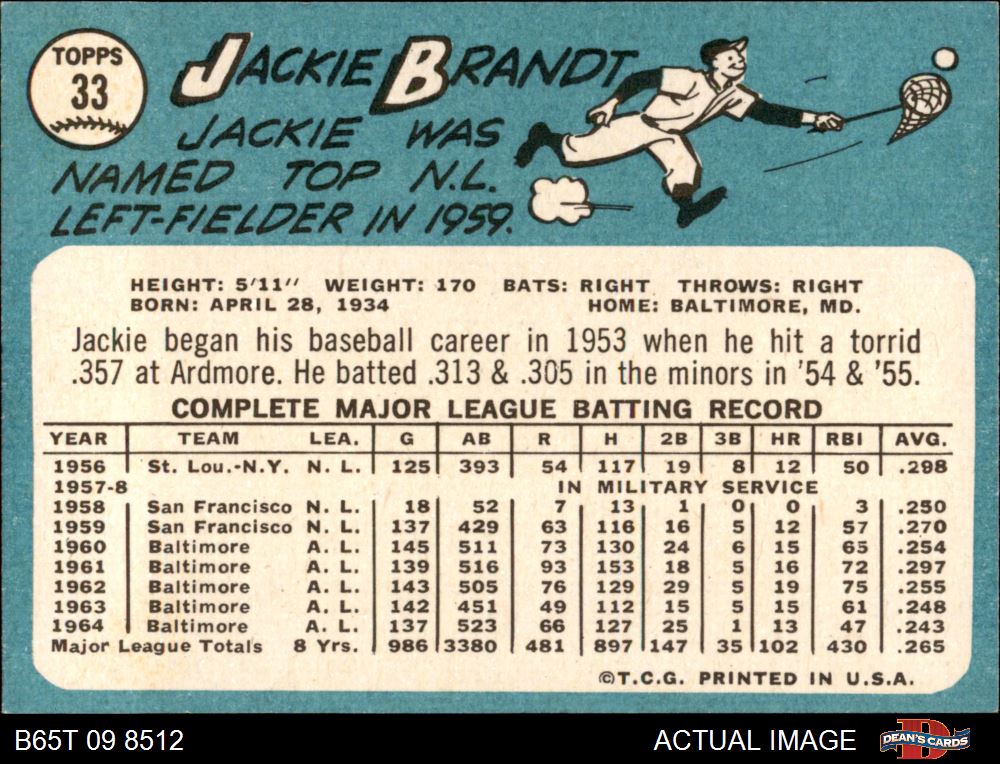 TOPPS
33
JACKIE BRANDT
JACKIE WAS
NAMED TOP N.L.
LEFT-FIELDER IN 1959.
HEIGHT: 5'11" WEIGHT: 170 BATS: RIGHT THROWS: RIGHT
BORN: APRIL 28, 1934 HOME: BALTIMORE, MD.
Jackie began his baseball career in 1953 when he hit a torrid
.357 at Ardmore. He batted .313 & .305 in the minors in '54 & '55.
COMPLETE MAJOR LEAGUE BATTING RECORD
YEAR TEAM LEA. G AB R H 2B 3B HR RBI AVG.
1956 St. Lou.-N.Y. N. L. 125 393 54 117 19 8 12 50 .298
1957-8 IN MILITARY SERVICE
1958 San Francisco N. L. 18 52 7 13 1 0 0 3 .250
1959 San Francisco N. L. 137 429 63 116 16 5 12 57 .270
1960 Baltimore A. L. 145 511 73 130 24 6 15 65 .254
1961 Baltimore A. L. 139 516 93 153 18 5 16 72 .297
1962 Baltimore A. L. 143 505 76 129 29 5 19 75 .255
1963 Baltimore A. L. 142 451 49 112 15 5 15 61 .248
1964 Baltimore A. L. 137 523 66 127 25 1 13 47 .243
Major League Totals 8 Yrs. 986 3380 481 897 147 35 102 430 .265
©T.C.G. PRINTED IN U.S.A.
B65T 09 8512 ACTUAL IMAGE D DEAN'S CARDS